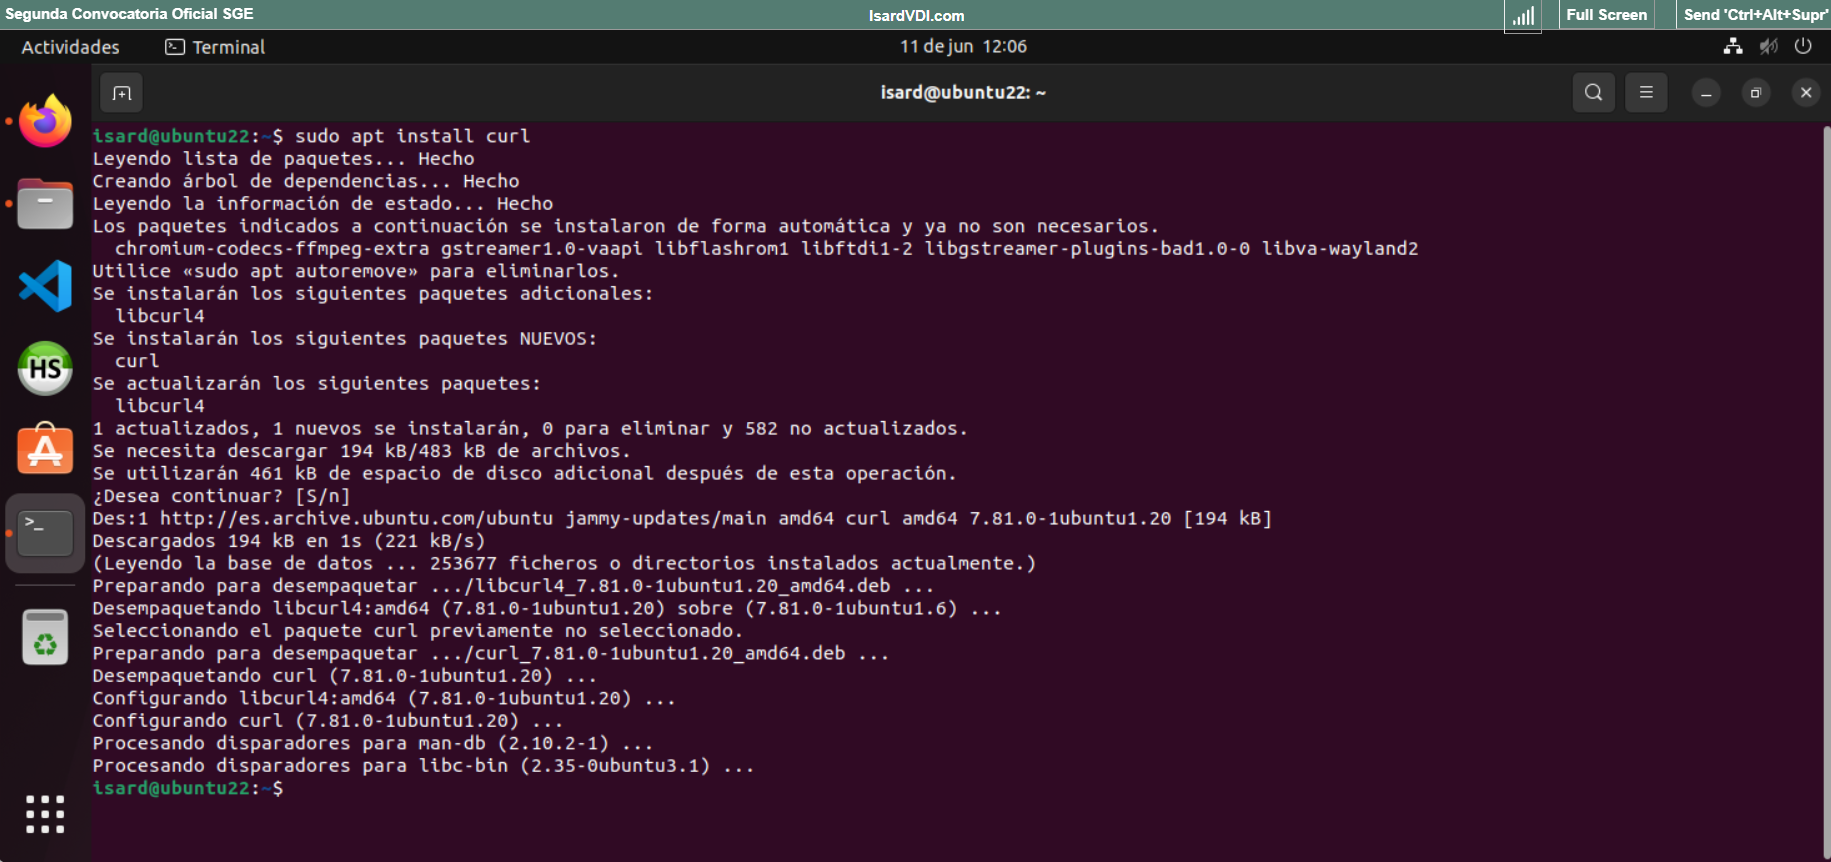 Segunda Convocatoria Oficial SGE
IsardVDI.com
Full Screen
Send 'Ctrl+Alt+Supr'
Actividades
Terminal
11 de jun 12:06
isard@ubuntu22: ~
isard@ubuntu22:~$ sudo apt install curl
Leyendo lista de paquetes... Hecho
Creando árbol de dependencias... Hecho
Leyendo la información de estado... Hecho
Los paquetes indicados a continuación se instalaron de forma automática y ya no son necesarios.
chromium-codecs-ffmpeg-extra gstreamer1.0-vaapi libflashrom1 libftdi1-2 libgstreamer-plugins-bad1.0-0 libva-wayland2
Utilice «sudo apt autoremove» para eliminarlos.
Se instalarán los siguientes paquetes adicionales:
libcurl4
Se instalarán los siguientes paquetes NUEVOS:
curl
Se actualizarán los siguientes paquetes:
libcurl4
1 actualizados, 1 nuevos se instalarán, 0 para eliminar y 582 no actualizados.
Se necesita descargar 194 kB/483 kB de archivos.
Se utilizarán 461 kB de espacio de disco adicional después de esta operación.
¿Desea continuar? [S/n]
Des:1 http://es.archive.ubuntu.com/ubuntu jammy-updates/main amd64 curl amd64 7.81.0-1ubuntu1.20 [194 kB]
Descargados 194 kB en 1s (221 kB/s)
(Leyendo la base de datos ... 253677 ficheros o directorios instalados actualmente.)
Preparando para desempaquetar .../libcurl4_7.81.0-1ubuntu1.20_amd64.deb ...
Desempaquetando libcurl4:amd64 (7.81.0-1ubuntu1.20) sobre (7.81.0-1ubuntu1.6) ...
Seleccionando el paquete curl previamente no seleccionado.
Preparando para desempaquetar .../curl_7.81.0-1ubuntu1.20_amd64.deb ...
Desempaquetando curl (7.81.0-1ubuntu1.20) ...
Configurando libcurl4:amd64 (7.81.0-1ubuntu1.20) ...
Configurando curl (7.81.0-1ubuntu1.20) ...
Procesando disparadores para man-db (2.10.2-1) ...
Procesando disparadores para libc-bin (2.35-0ubuntu3.1) ...
isard@ubuntu22:~$
HS